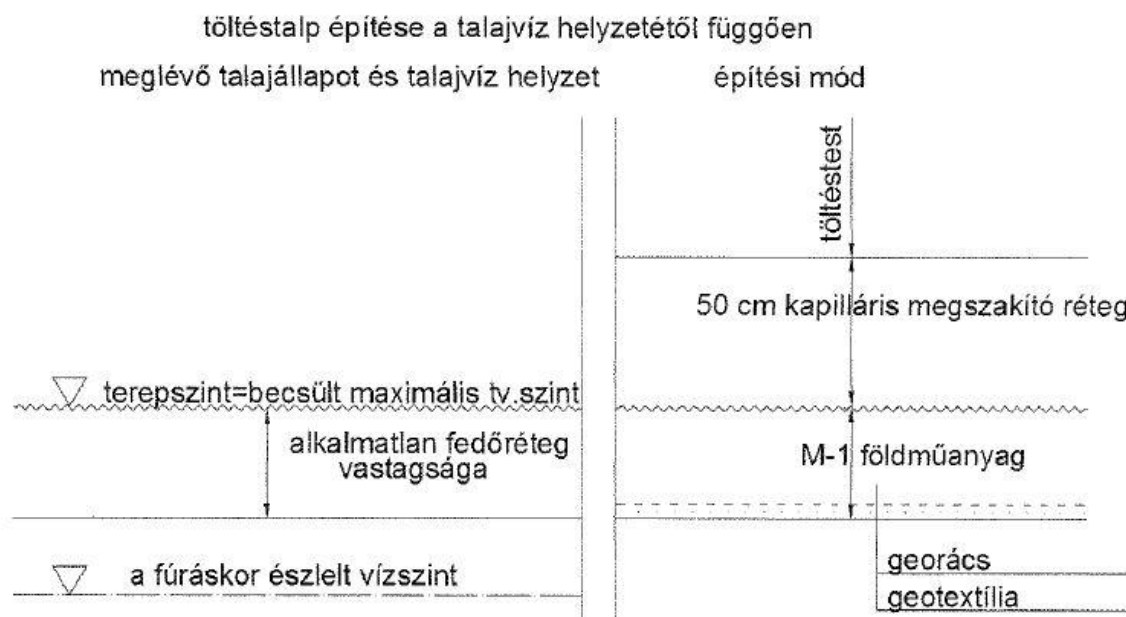 töltéstalp építése a talajvíz helyzetétől függően
meglévő talajállapot és talajvíz helyzet
építési mód
töltéstest
50 cm kapilláris megszakító réteg
terepszint=becsült maximális tv.szint
alkalmatlan fedőréteg
vastagsága
M-1 földműanyag
a fúráskor észlelt vízszint
georács
geotextília